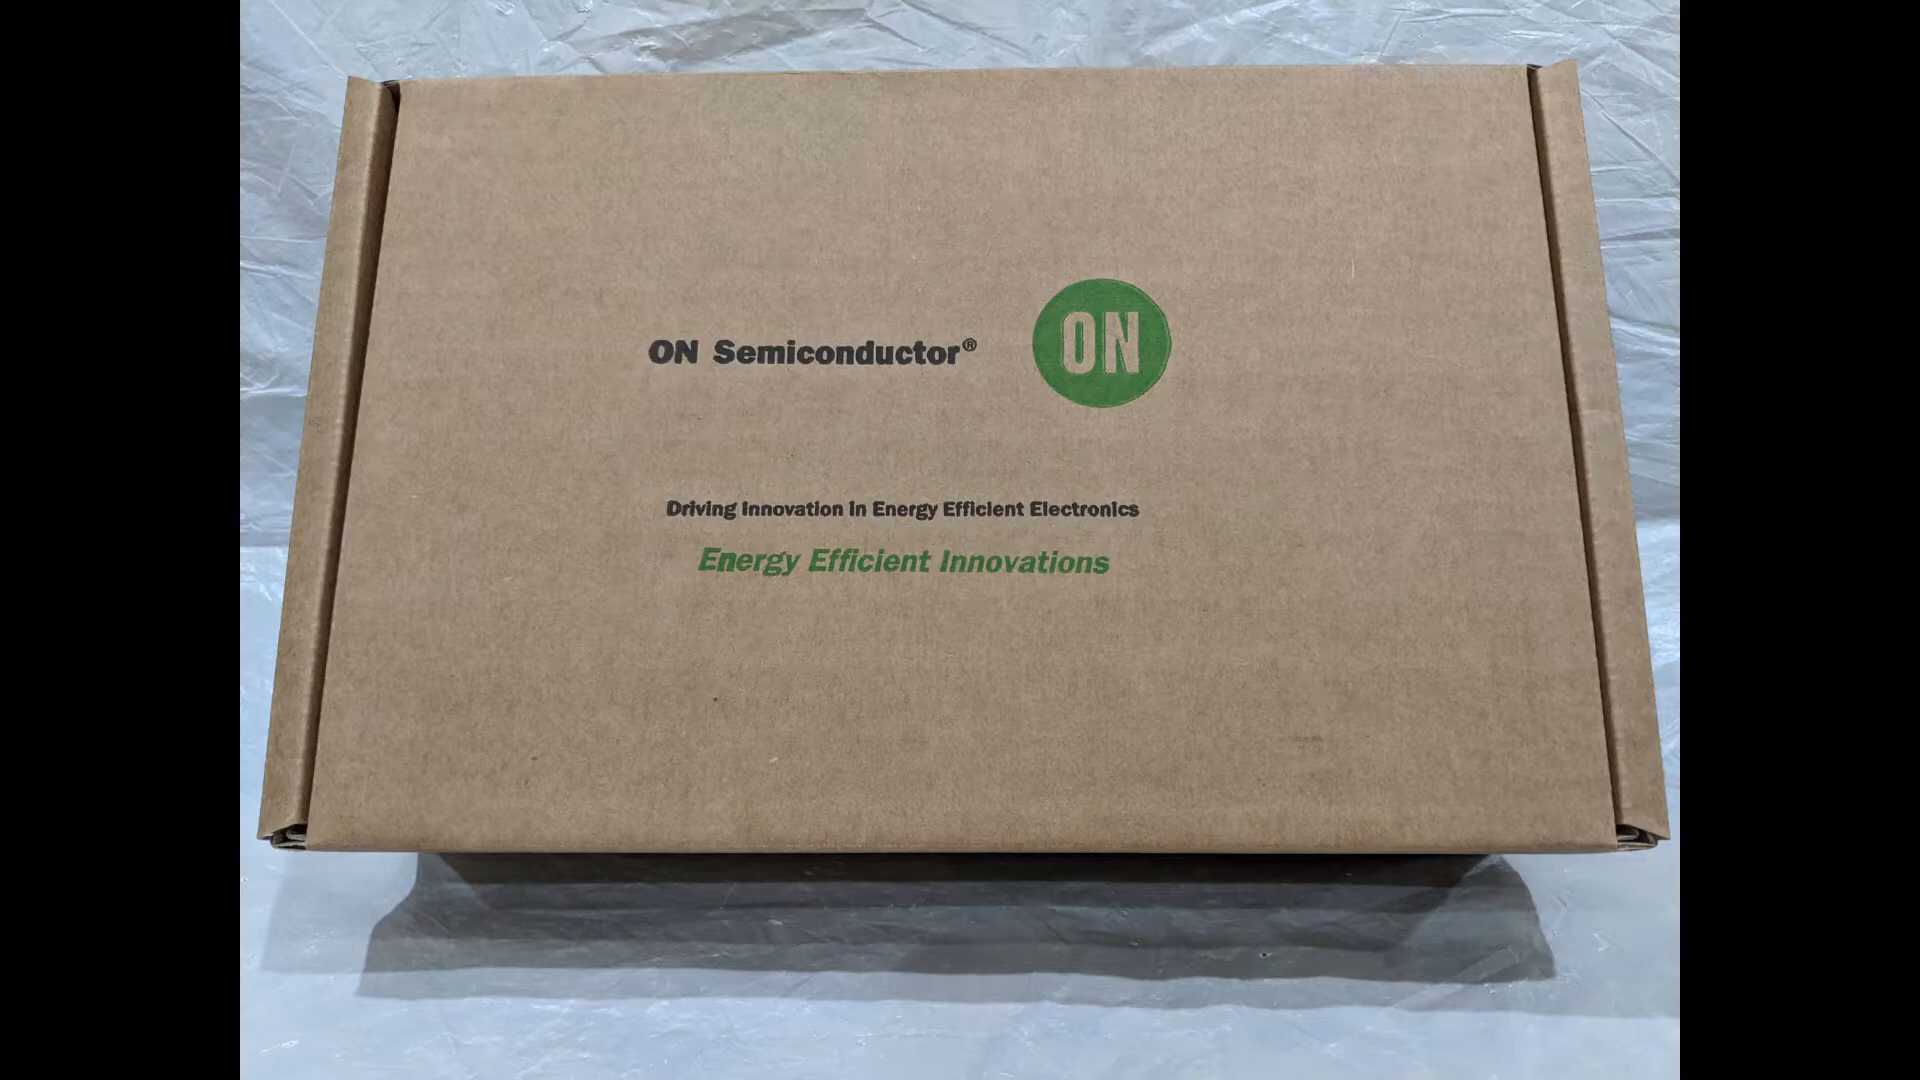 ON Semiconductor®
ON
Driving Innovation in Energy Efficient Electronics
Energy Efficient Innovations